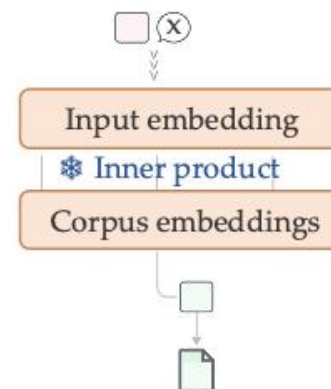 x
Input embedding
❄ Inner product
Corpus embeddings